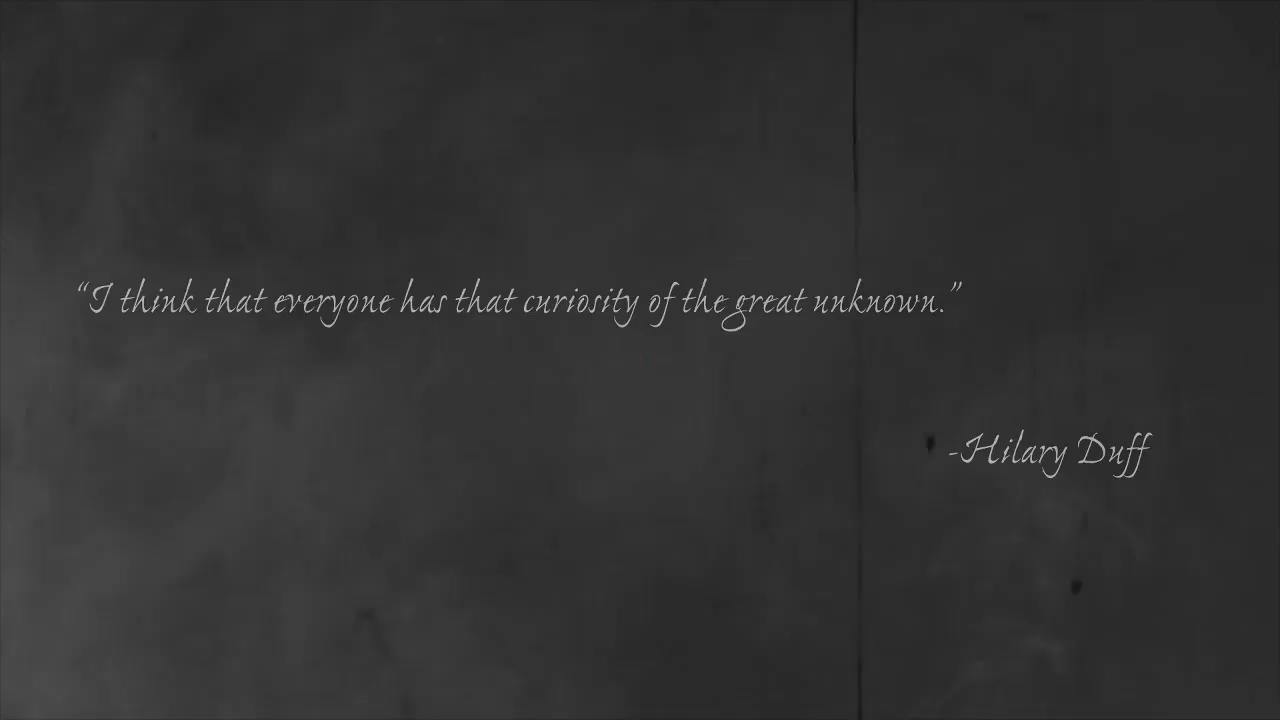 “I think that everyone has that curiosity of the great unknown.”
-Hilary Duff